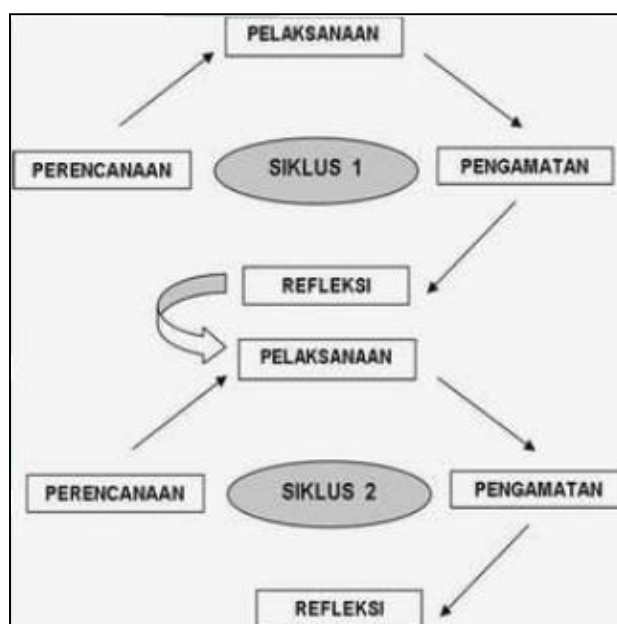 PELAKSANAAN
PERENCANAAN
SIKLUS 1
PENGAMATAN
REFLEKSI
PELAKSANAAN
PERENCANAAN
SIKLUS 2
PENGAMATAN
REFLEKSI